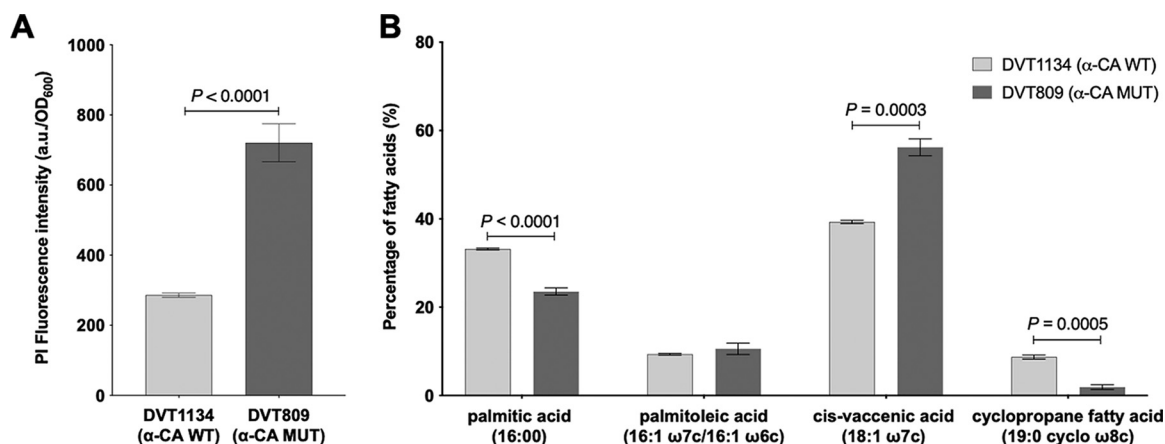 A
PI Fluorescence intensity (a.u./OD600)
1000
800
600
400
200
0
P < 0.0001
DVT1134
(α-CA WT)
DVT809
(α-CA MUT)
B
Percentage of fatty acids (%)
80
60
40
20
0
DVT1134 (α-CA WT)
DVT809 (α-CA MUT)
P < 0.0001
P = 0.0003
P = 0.0005
palmitic acid
(16:00)
palmitoleic acid
(16:1 ω7c/16:1 ω6c)
cis-vaccenic acid
(18:1 ω7c)
cyclopropane fatty acid
(19:0 cyclo ω8c)